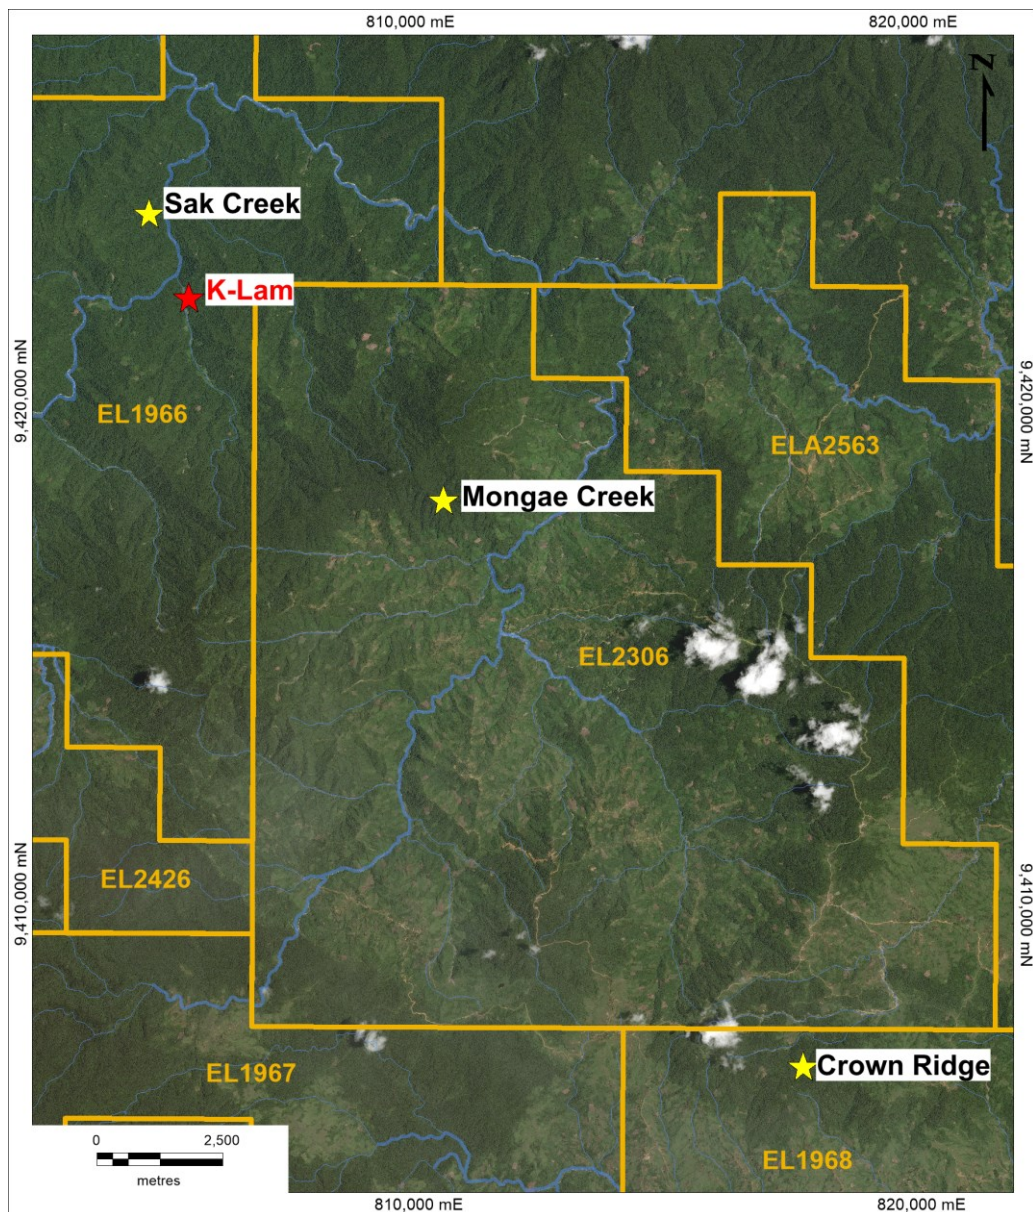 810,000 mE
820,000 mE
N
Sak Creek
K-Lam
9,420,000 mN
9,420,000 mN
EL1966
ELA2563
Mongae Creek
EL2306
EL2426
9,410,000 mN
9,410,000 mN
Crown Ridge
EL1967
0
2,500
metres
EL1968
810,000 mE
820,000 mE